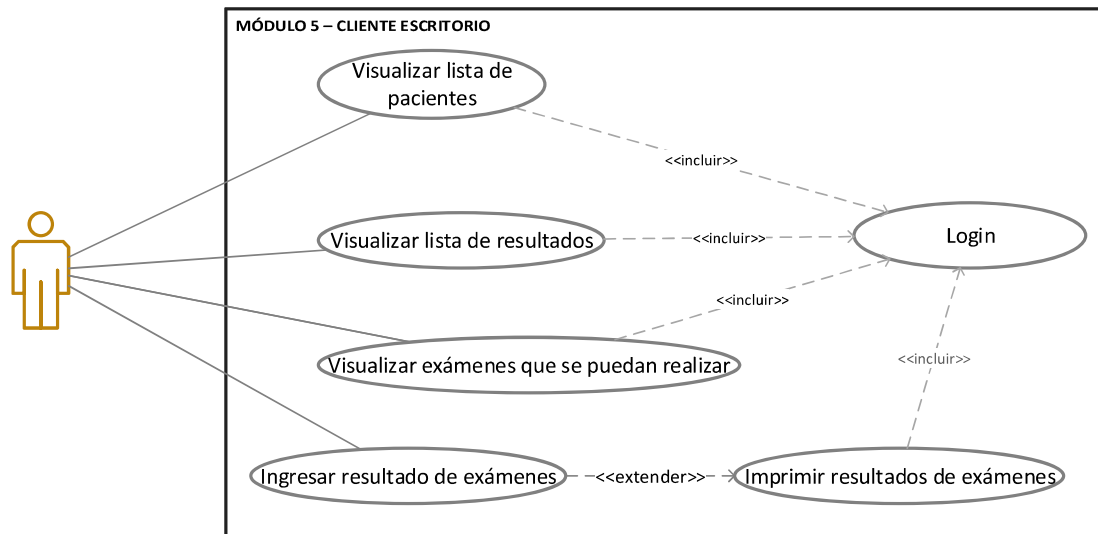 MÓDULO 5 – CLIENTE ESCRITORIO
Visualizar lista de
pacientes
<<incluir>>
Visualizar lista de resultados
<<incluir>>
Login
<<incluir>>
Visualizar exámenes que se puedan realizar
<<incluir>>
Ingresar resultado de exámenes
<<extender>>
Imprimir resultados de exámenes